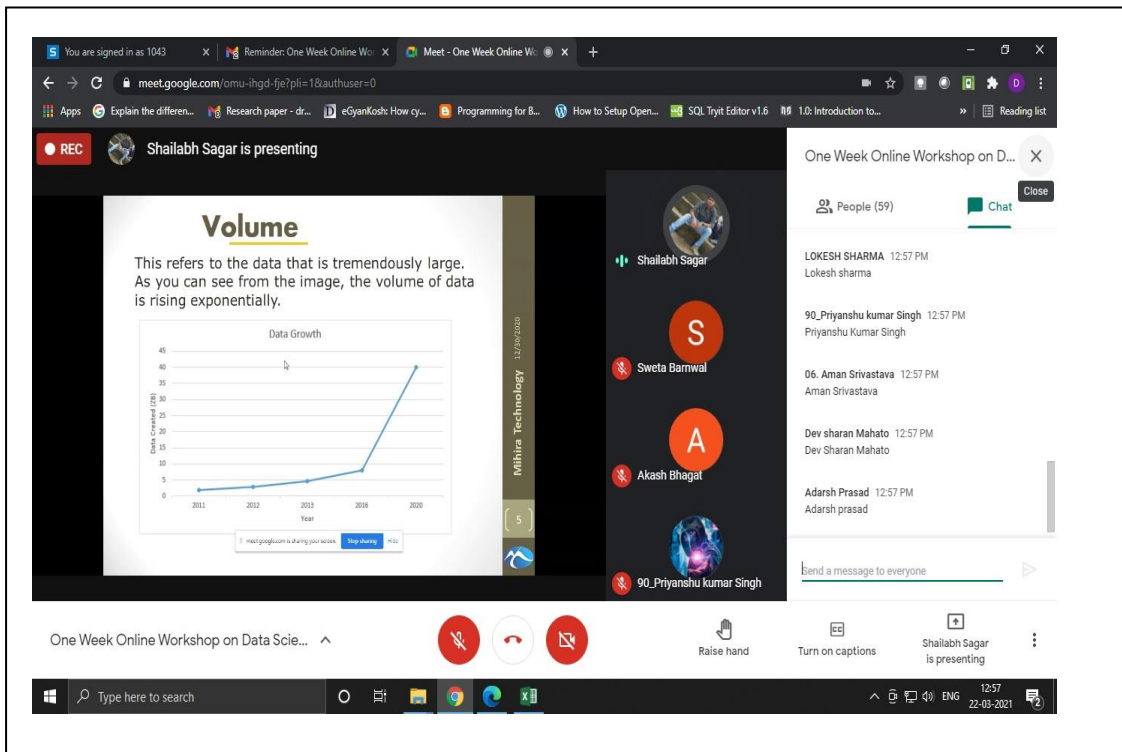 You are signed in as 1043
Reminder: One Week Online Wor
Meet - One Week Online Wo
meet.google.com/omu-ihgd-fje?pli=1&authuser=0
Apps
Explain the differen...
Research paper - dr...
eGyanKosh: How cy...
Programming for B...
How to Setup Open...
SQL Tryit Editor v1.6
1.0: Introduction to...
»
Reading list
REC
Shailabh Sagar is presenting
Volume
This refers to the data that is tremendously large.
As you can see from the image, the volume of data
is rising exponentially.
Data Growth
45
40
35
30
25
20
15
10
5
0
Data Created (ZB)
2011 2012 2013 2016 2020
Year
meet.google.com is sharing your screen.
Stop sharing
Hide
12/30/2020
Mihira Technology
5
Shailabh Sagar
S
Sweta Barnwal
A
Akash Bhagat
90_Priyanshu kumar Singh
One Week Online Workshop on D...
Close
People (59)
Chat
LOKESH SHARMA 12:57 PM
Lokesh sharma
90_Priyanshu kumar Singh 12:57 PM
Priyanshu Kumar Singh
06. Aman Srivastava 12:57 PM
Aman Srivastava
Dev sharan Mahato 12:57 PM
Dev Sharan Mahato
Adarsh Prasad 12:57 PM
Adarsh prasad
Send a message to everyone
One Week Online Workshop on Data Scie...
Raise hand
CC
Turn on captions
Shailabh Sagar
is presenting
Type here to search
ENG
12:57
22-03-2021
2